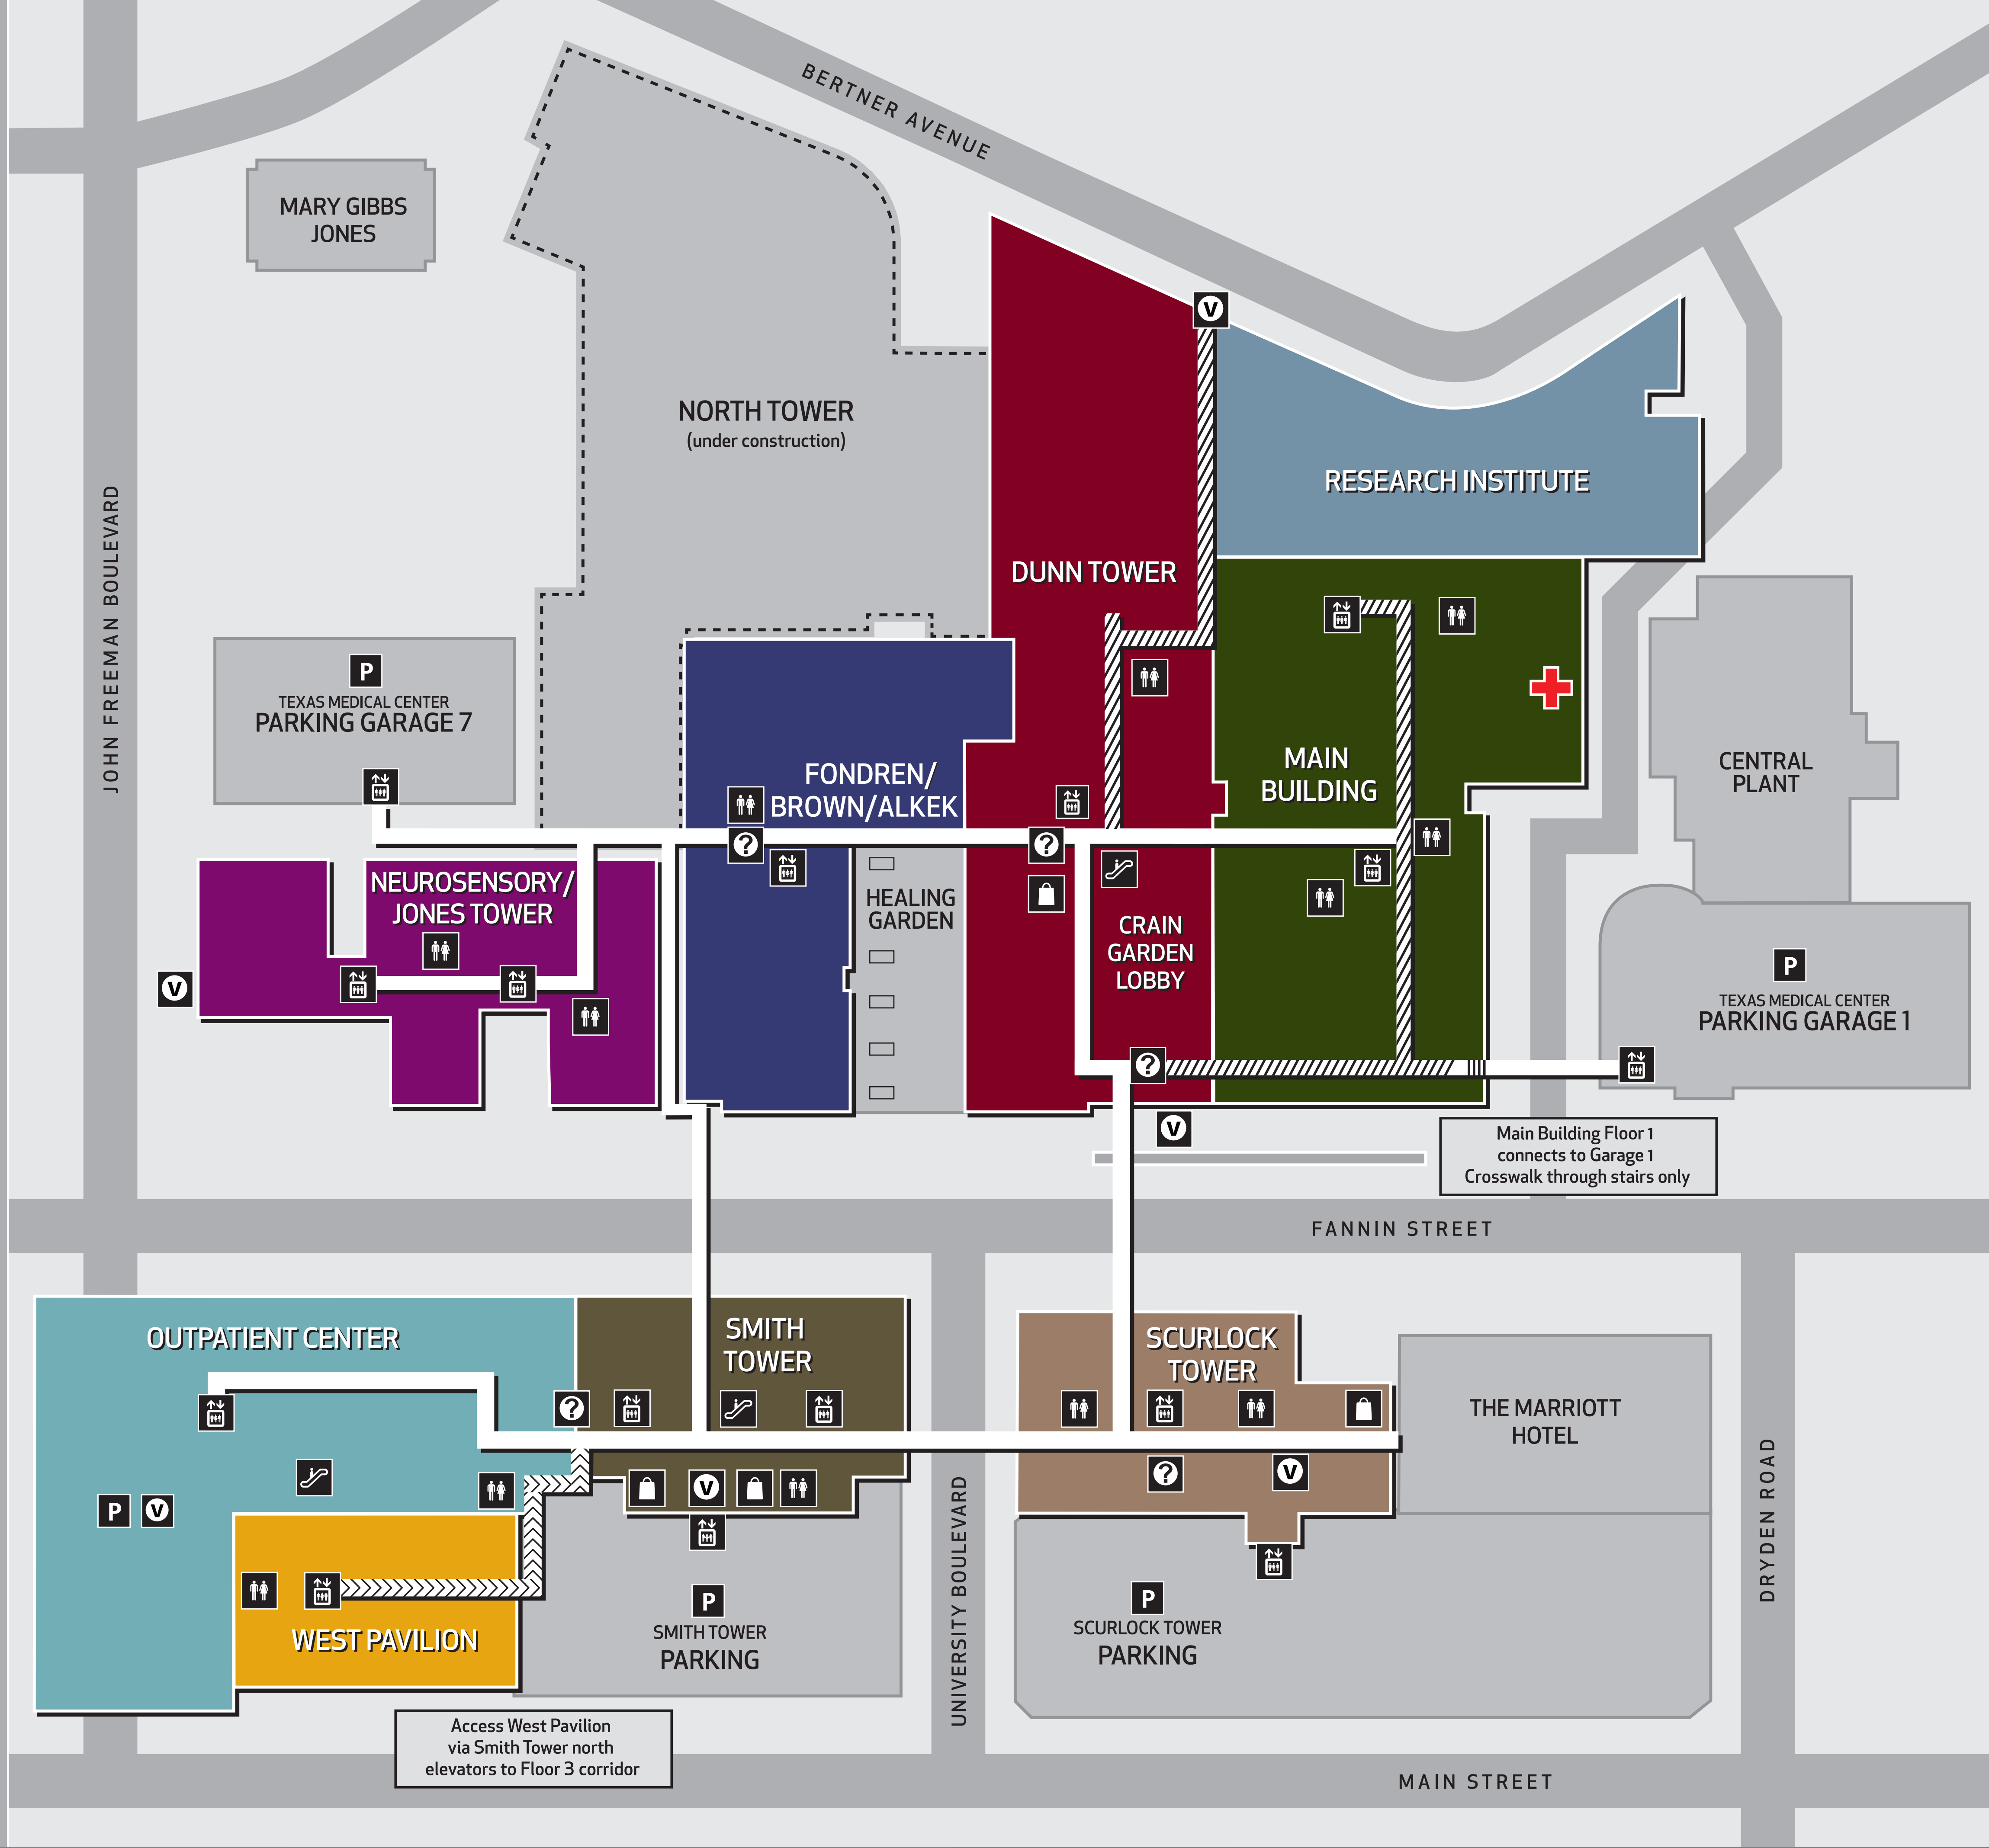 BERTNER AVENUE
MARY GIBBS
JONES
NORTH TOWER
(under construction)
V
RESEARCH INSTITUTE
JOHN FREEMAN BOULEVARD
DUNN TOWER
P
TEXAS MEDICAL CENTER
PARKING GARAGE 7
MAIN
BUILDING
CENTRAL
PLANT
FONDREN/
BROWN/ALKEK
?
?
NEUROSENSORY/
JONES TOWER
HEALING
GARDEN
CRAIN
GARDEN
LOBBY
V
P
TEXAS MEDICAL CENTER
PARKING GARAGE 1
?
V
Main Building Floor 1
connects to Garage 1
Crosswalk through stairs only
FANNIN STREET
OUTPATIENT CENTER
SMITH
TOWER
SCURLOCK
TOWER
THE MARRIOTT
HOTEL
?
?
V
V
P
V
WEST PAVILION
P
SMITH TOWER
PARKING
UNIVERSITY BOULEVARD
P
SCURLOCK TOWER
PARKING
DRYDEN ROAD
Access West Pavilion
via Smith Tower north
elevators to Floor 3 corridor
MAIN STREET